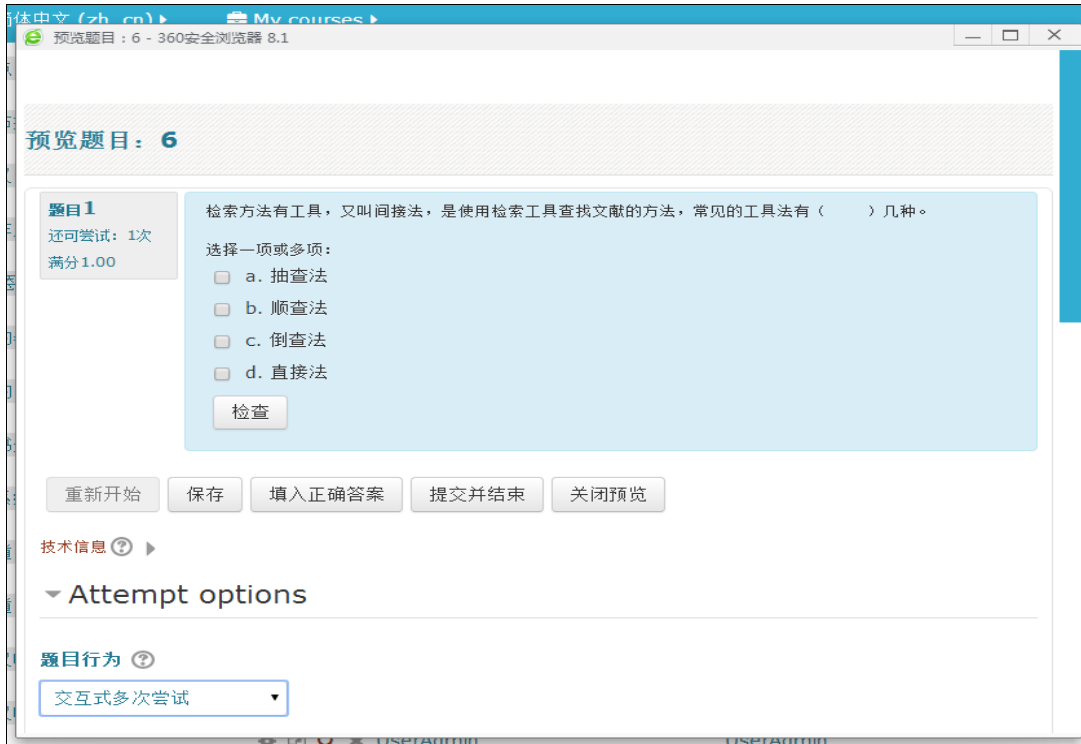 体中文 (zh_cn) My courses
预览题目：6 - 360安全浏览器 8.1
预览题目：6
题目1
还可尝试：1次
满分1.00
检索方法有工具，又叫间接法，是使用检索工具查找文献的方法，常见的工具法有（ ）几种。
选择一项或多项：
a. 抽查法
b. 顺查法
c. 倒查法
d. 直接法
检查
重新开始 保存 填入正确答案 提交并结束 关闭预览
技术信息
Attempt options
题目行为
交互式多次尝试
UserAdmin UserAdmin